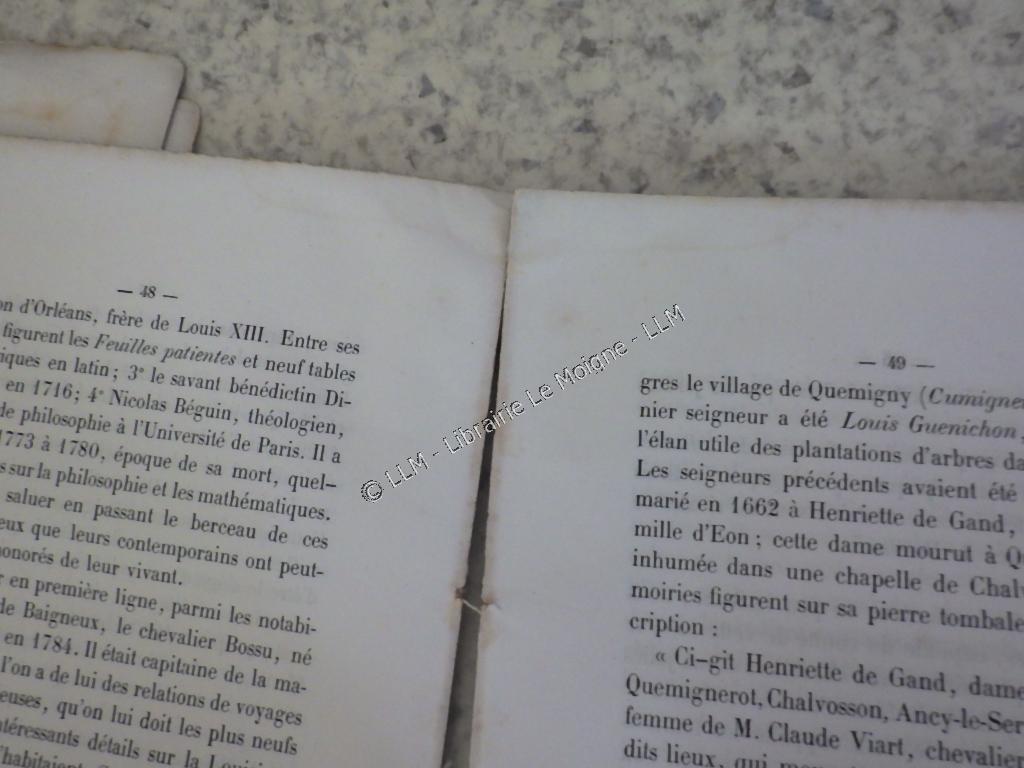 — 48 —
on d'Orléans, frère de Louis XIII. Entre ses
figurent les Feuilles patientes et neuf tables
iques en latin ; 3° le savant bénédictin Di-
en 1716 ; 4° Nicolas Béguin, théologien,
de philosophie à l'Université de Paris. Il a
1773 à 1780, époque de sa mort, quel-
s sur la philosophie et les mathématiques.
saluer en passant le berceau de ces
eux que leurs contemporains ont peut-
honorés de leur vivant.
r en première ligne, parmi les notabi-
de Baigneux, le chevalier Bossu, né
en 1784. Il était capitaine de la ma-
l'on a de lui des relations de voyages
euses, qu'on lui doit les plus neufs
ntéressants détails sur la Louisi
l'habitaient
— 49 —
gres le village de Quemigny (Cumigne
nier seigneur a été Louis Guenichon,
l'élan utile des plantations d'arbres da
Les seigneurs précédents avaient été
marié en 1662 à Henriette de Gand,
mille d'Eon ; cette dame mourut à Q
inhumée dans une chapelle de Chal
moiries figurent sur sa pierre tombale
cription :
« Ci-git Henriette de Gand, dame
Quemignerot, Chalvosson, Ancy-le-Ser
femme de M. Claude Viart, chevalier
dits lieux, qui
© LLM - Librairie Le Moigne - LLM